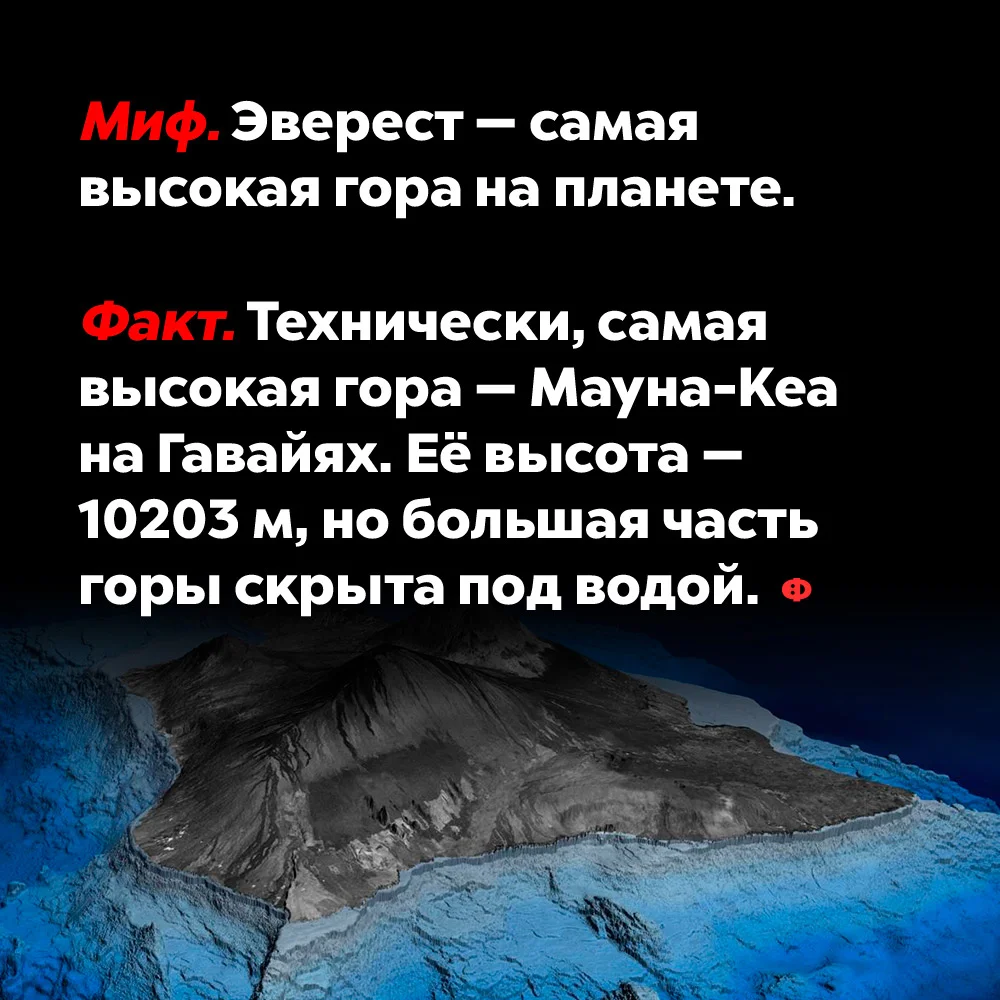 Миф. Эверест — самая
высокая гора на планете.
Факт. Технически, самая
высокая гора — Мауна-Кеа
на Гавайях. Её высота —
10203 м, но большая часть
горы скрыта под водой. Ф